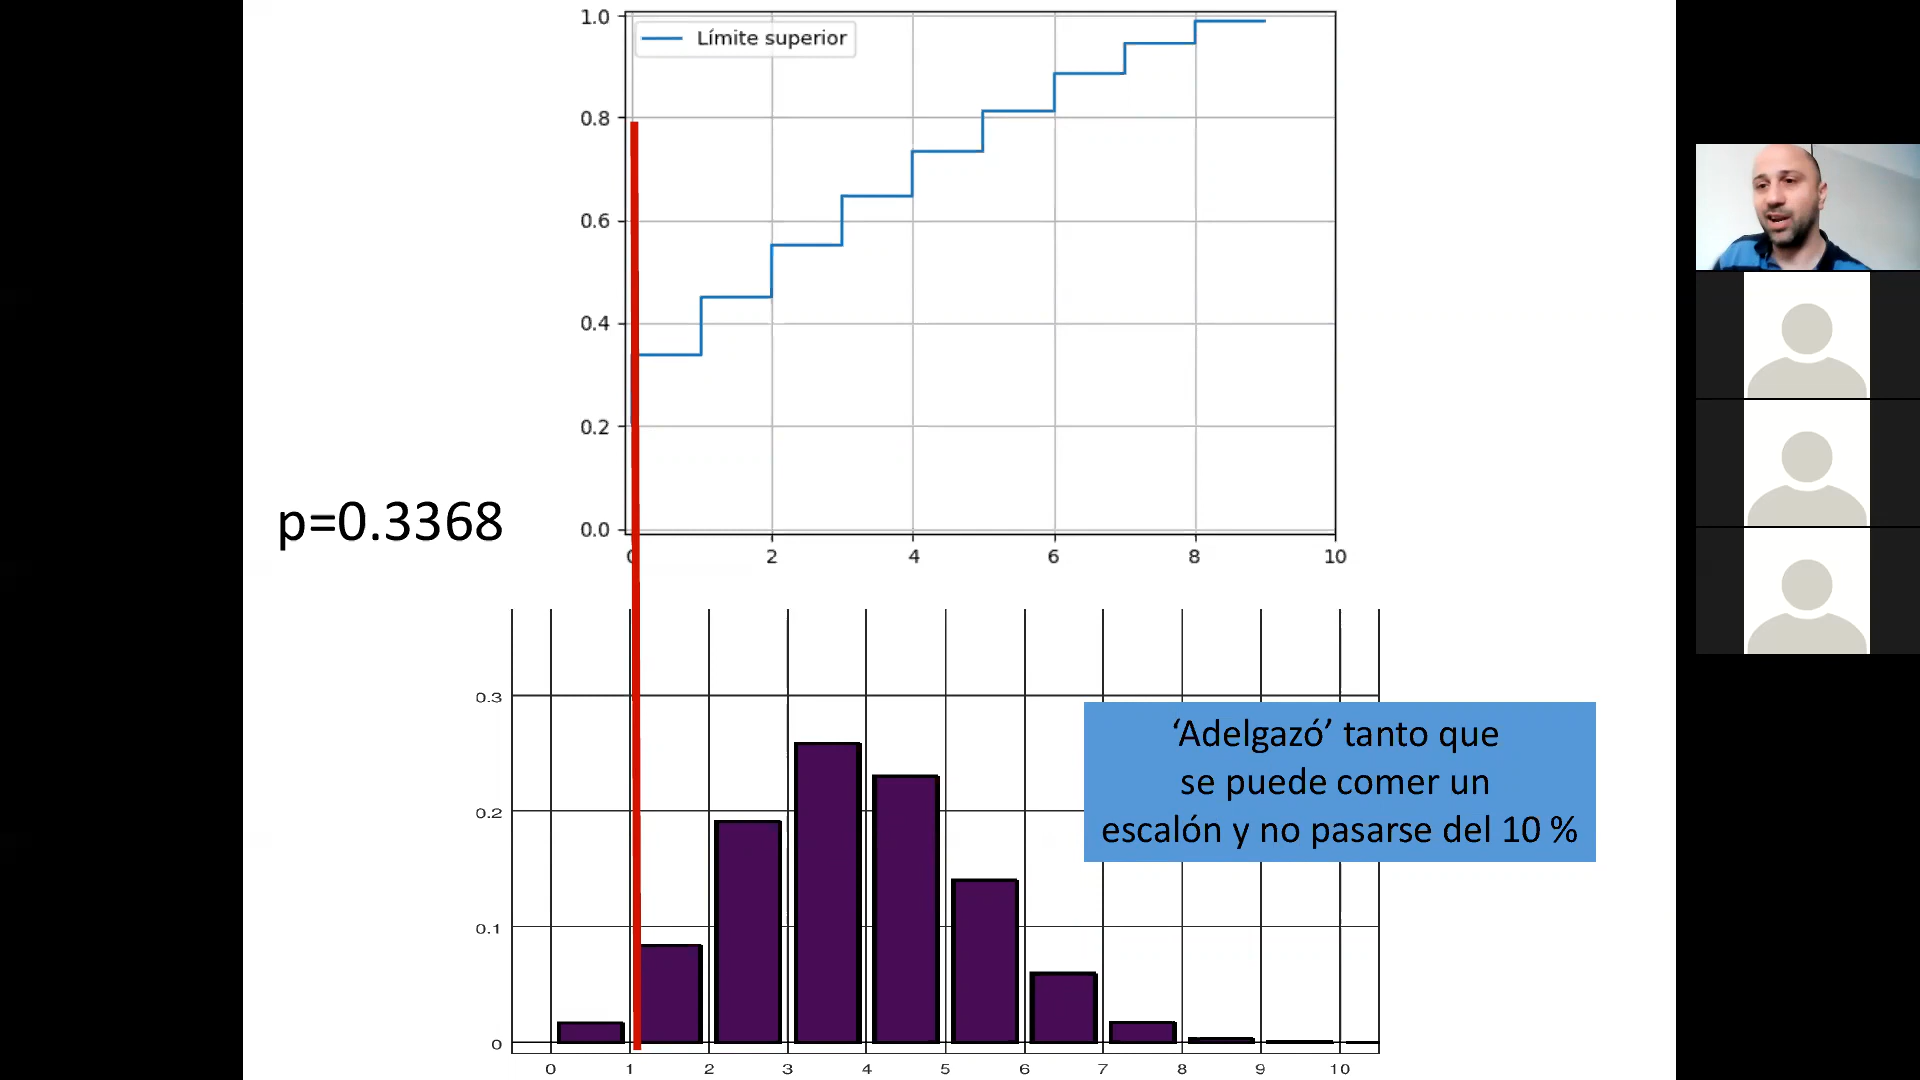 1.0
Límite superior
0.8
0.6
0.4
0.2
0.0
2
4
6
8
10
p=0.3368
0.3
0.2
0.1
0
0 1 2 3 4 5 6 7 8 9 10
‘Adelgazó’ tanto que
se puede comer un
escalón y no pasarse del 10 %